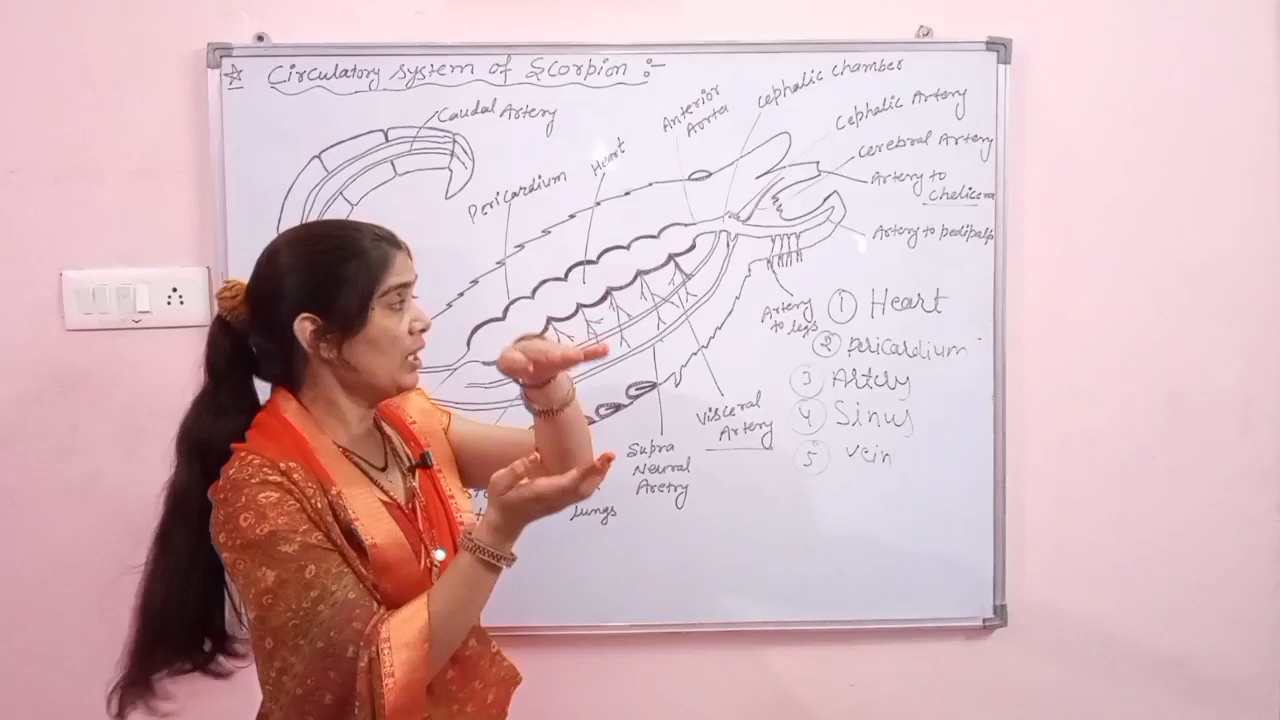 ☆ Circulatory system of Scorpion :-
Caudal Artery
Pericardium
Heart
Anterior
Aorta
cephalic chamber
cephalic Artery
cerebral Artery
Artery to
chelicera
Artery to pedipalp
Artery
to legs
Visceral
Artery
Supra
Neural
Aretry
lungs
① Heart
② pericardium
③ Artery
④ Sinus
⑤ vein